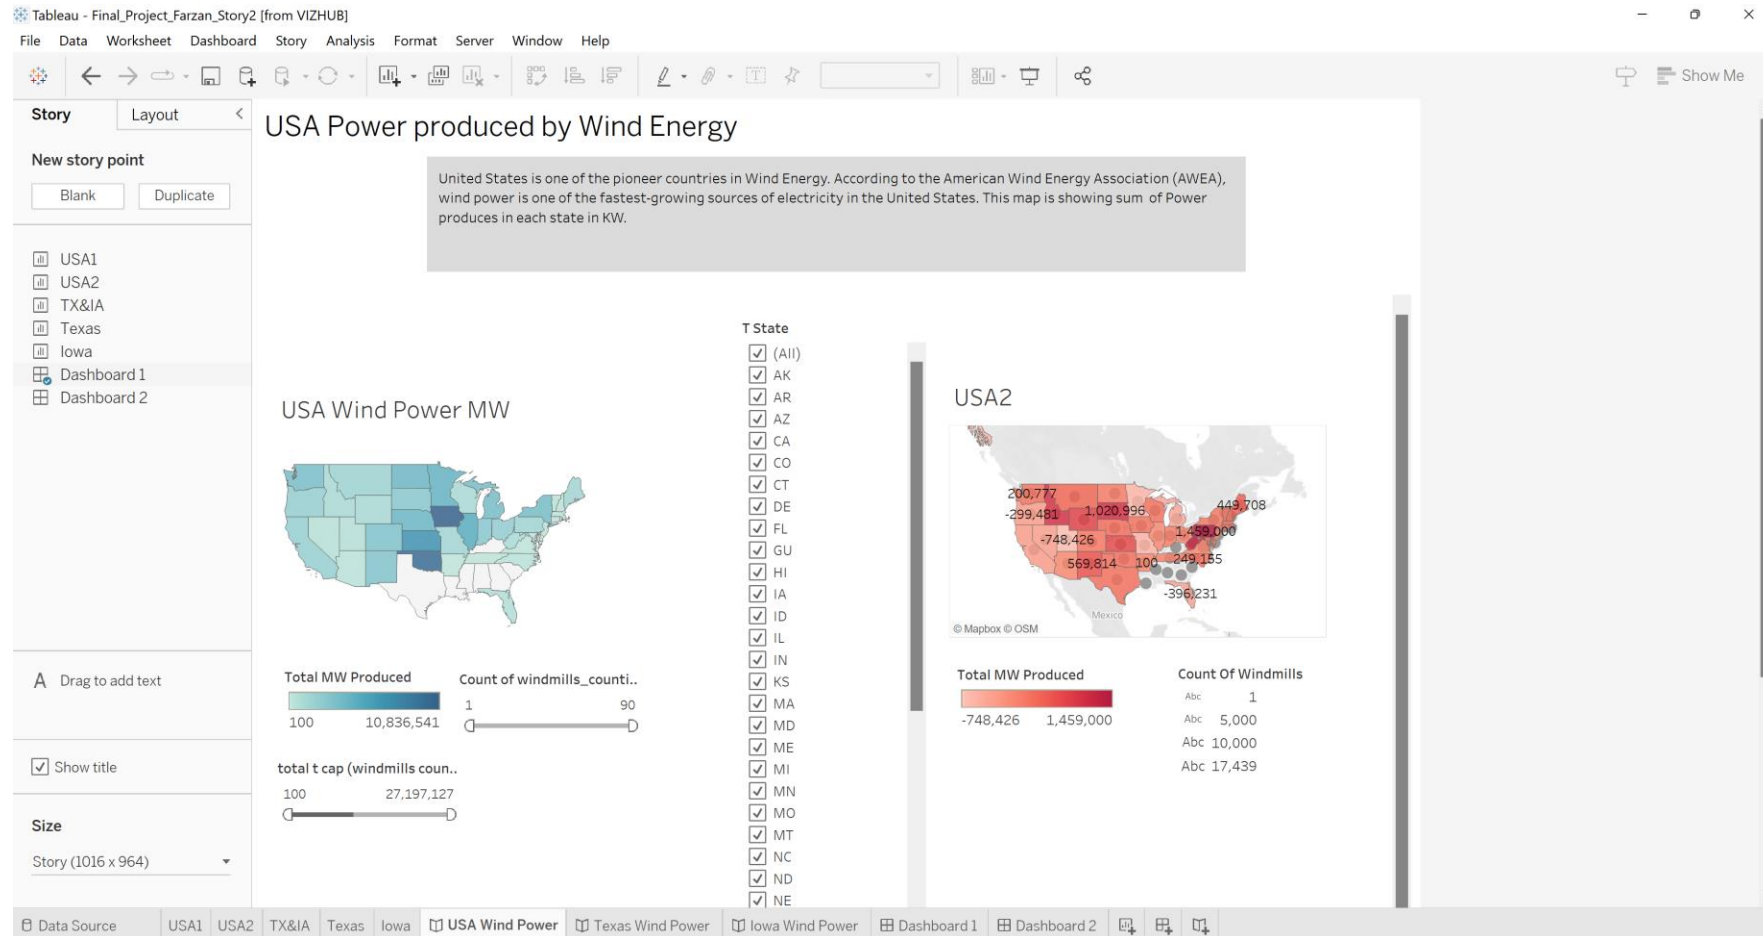 Tableau - Final_Project_Farzan_Story2 [from VIZHUB]
File Data Worksheet Dashboard Story Analysis Format Server Window Help
Show Me
Story Layout
New story point
Blank Duplicate
USA1
USA2
TX&IA
Texas
Iowa
Dashboard 1
Dashboard 2
A Drag to add text
Show title
Size
Story (1016 x 964)
USA Power produced by Wind Energy
United States is one of the pioneer countries in Wind Energy. According to the American Wind Energy Association (AWEA),
wind power is one of the fastest-growing sources of electricity in the United States. This map is showing sum of Power
produces in each state in KW.
USA Wind Power MW
Total MW Produced
100 10,836,541
Count of windmills_counti..
1 90
total t cap (windmills coun..
100 27,197,127
T State
(All)
AK
AR
AZ
CA
CO
CT
DE
FL
GU
HI
IA
ID
IL
IN
KS
MA
MD
ME
MI
MN
MO
MT
NC
ND
NE
USA2
200,777
-299,481
1,020,996
449,708
1,459,000
-748,426
569,814
100
249,155
-396,231
Mexico
© Mapbox © OSM
Total MW Produced
-748,426 1,459,000
Count Of Windmills
Abc 1
Abc 5,000
Abc 10,000
Abc 17,439
Data Source USA1 USA2 TX&IA Texas Iowa USA Wind Power Texas Wind Power Iowa Wind Power Dashboard 1 Dashboard 2